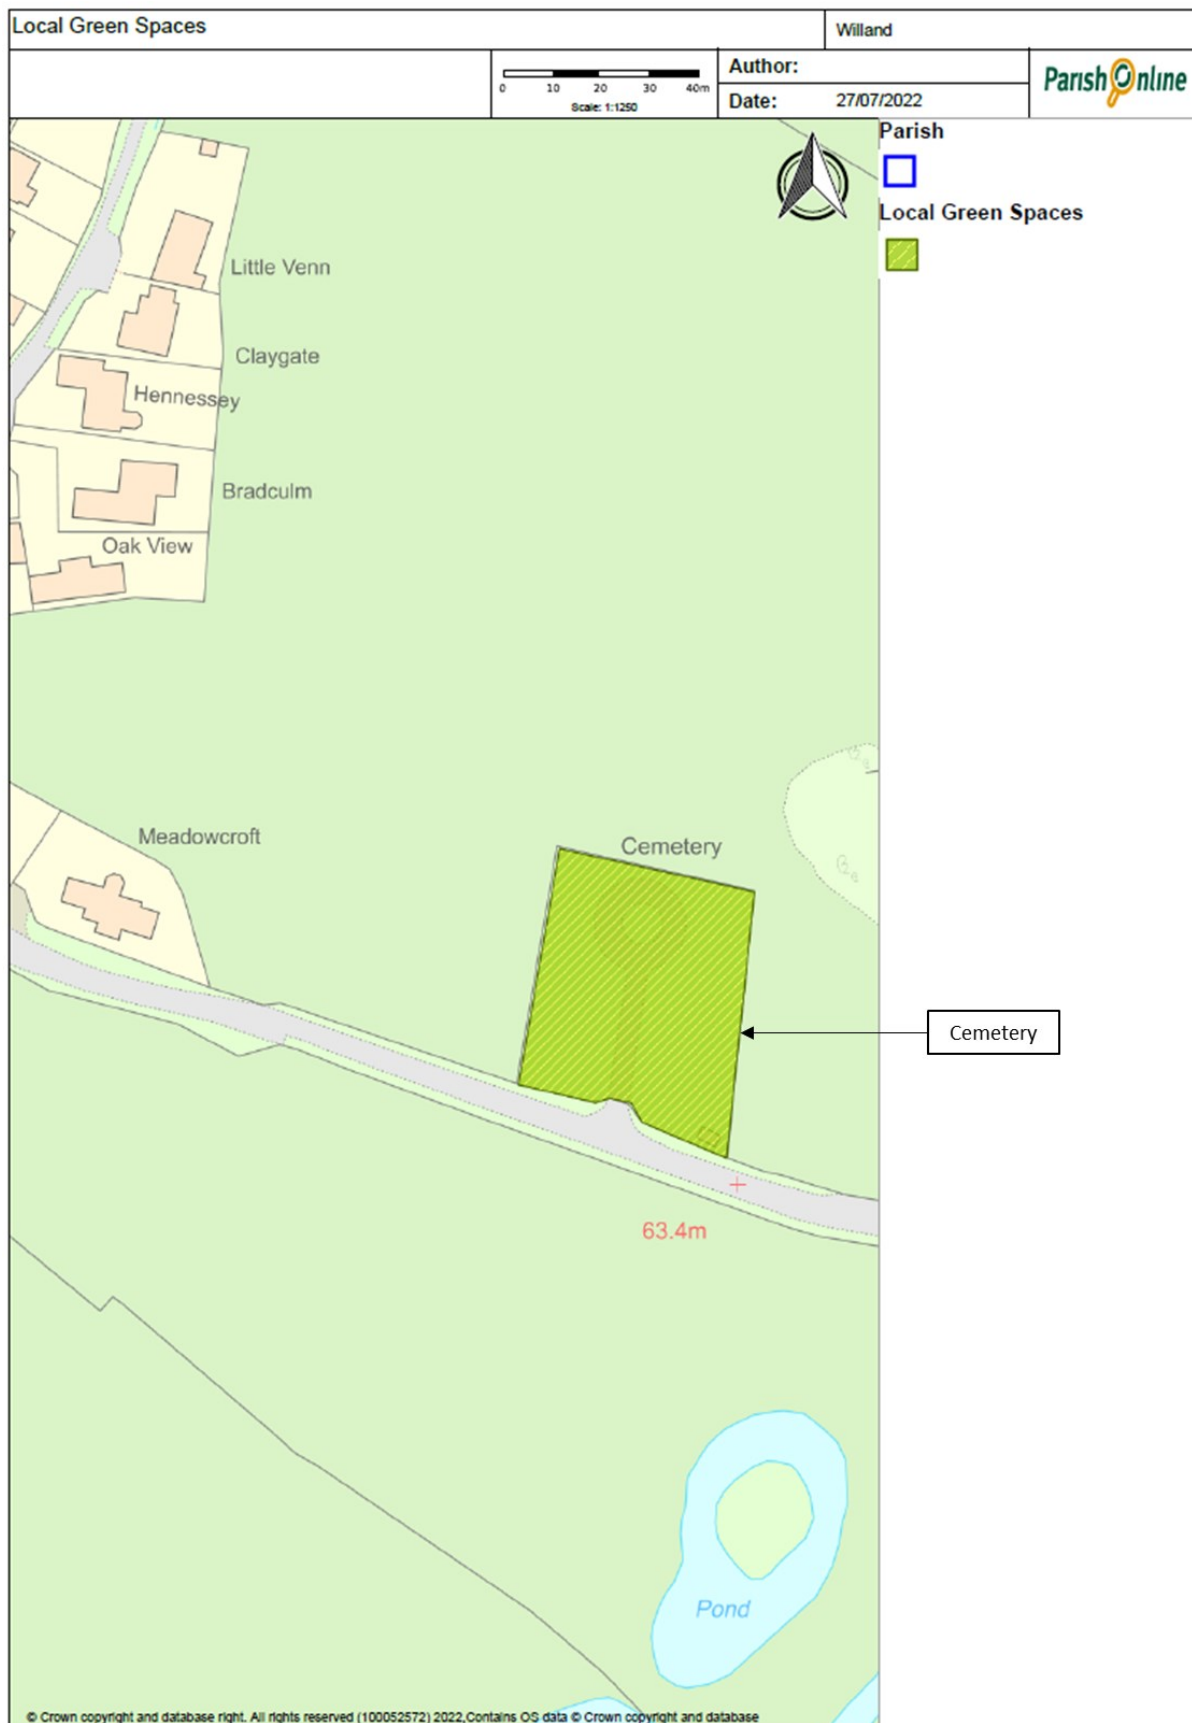 Local Green Spaces
Willand
0 10 20 30 40m
Scale: 1:1250
Author:
Date: 27/07/2022
Parish Online
Parish
Local Green Spaces
Little Venn
Claygate
Hennessey
Bradculm
Oak View
Meadowcroft
Cemetery
Cemetery
63.4m
Pond
© Crown copyright and database right. All rights reserved (100052572) 2022,Contains OS data © Crown copyright and database